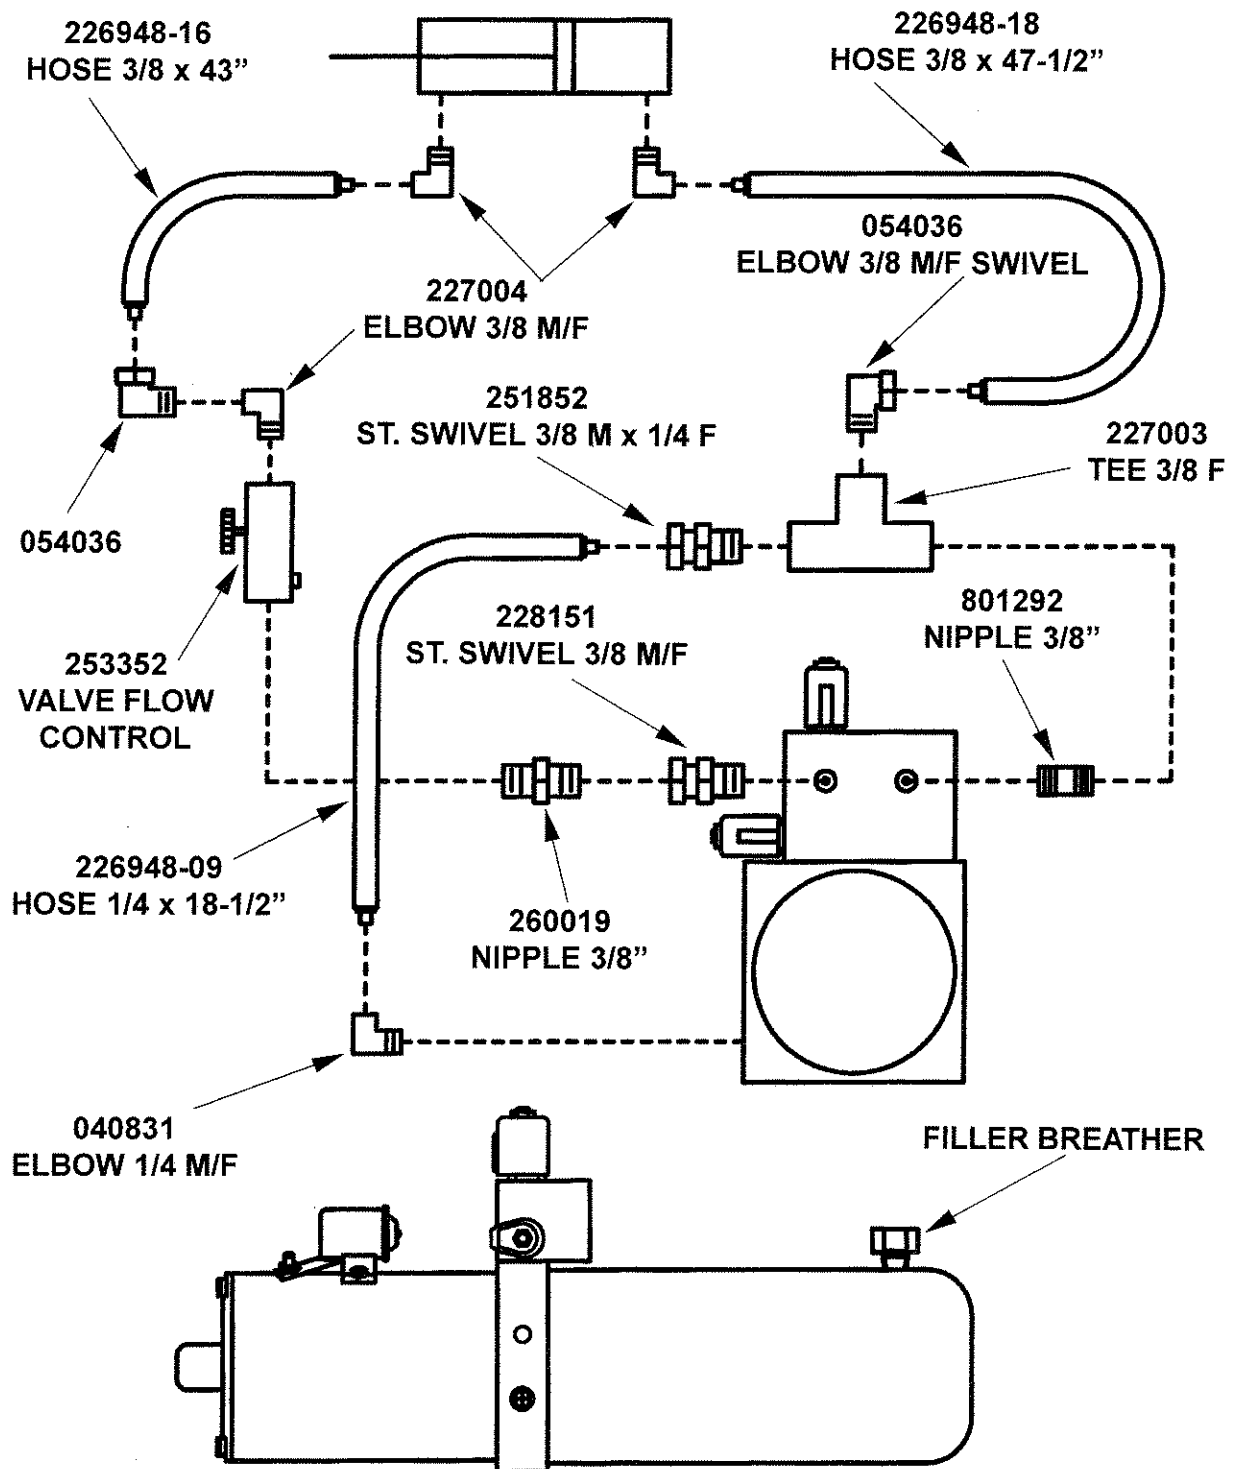 226948-16
HOSE 3/8 x 43”
226948-18
HOSE 3/8 x 47-1/2”
054036
ELBOW 3/8 M/F SWIVEL
227004
ELBOW 3/8 M/F
251852
ST. SWIVEL 3/8 M x 1/4 F
227003
TEE 3/8 F
054036
228151
ST. SWIVEL 3/8 M/F
801292
NIPPLE 3/8”
253352
VALVE FLOW
CONTROL
226948-09
HOSE 1/4 x 18-1/2”
260019
NIPPLE 3/8”
040831
ELBOW 1/4 M/F
FILLER BREATHER